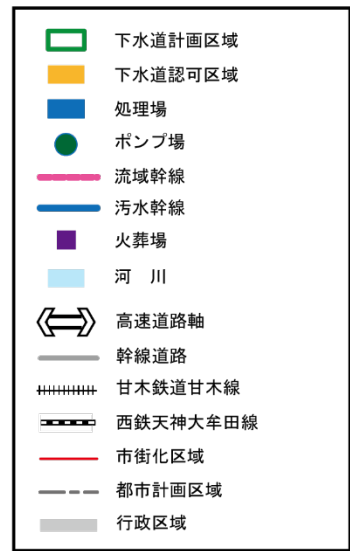 下水道計画区域
下水道認可区域
処理場
ポンプ場
流域幹線
汚水幹線
火葬場
河　川
高速道路軸
幹線道路
甘木鉄道甘木線
西鉄天神大牟田線
市街化区域
都市計画区域
行政区域